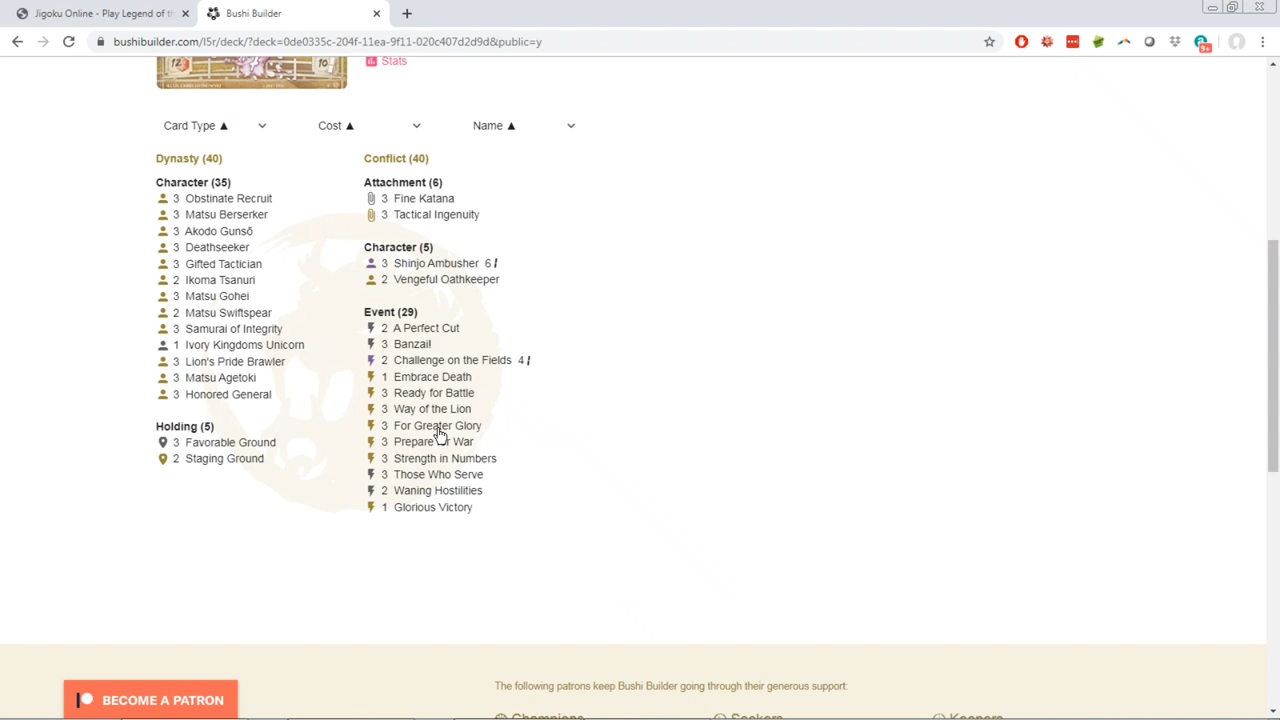 Jigoku Online - Play Legend of the
Bushi Builder
bushibuilder.com/l5r/deck/?deck=0de0335c-204f-11ea-9f11-020c407d2d9d&public=y
9+
12
10
Stats
Card Type ▲
Cost ▲
Name ▲
Dynasty (40)
Character (35)
3 Obstinate Recruit
3 Matsu Berserker
3 Akodo Gunsō
3 Deathseeker
3 Gifted Tactician
2 Ikoma Tsanuri
3 Matsu Gohei
2 Matsu Swiftspear
3 Samurai of Integrity
1 Ivory Kingdoms Unicorn
3 Lion's Pride Brawler
3 Matsu Agetoki
3 Honored General
Holding (5)
3 Favorable Ground
2 Staging Ground
Conflict (40)
Attachment (6)
3 Fine Katana
3 Tactical Ingenuity
Character (5)
3 Shinjo Ambusher 6
2 Vengeful Oathkeeper
Event (29)
2 A Perfect Cut
3 Banzai!
2 Challenge on the Fields 4
1 Embrace Death
3 Ready for Battle
3 Way of the Lion
3 For Greater Glory
3 Prepare for War
3 Strength in Numbers
3 Those Who Serve
2 Waning Hostilities
1 Glorious Victory
BECOME A PATRON
The following patrons keep Bushi Builder going through their generous support:
Champions
Seekers
Keepers